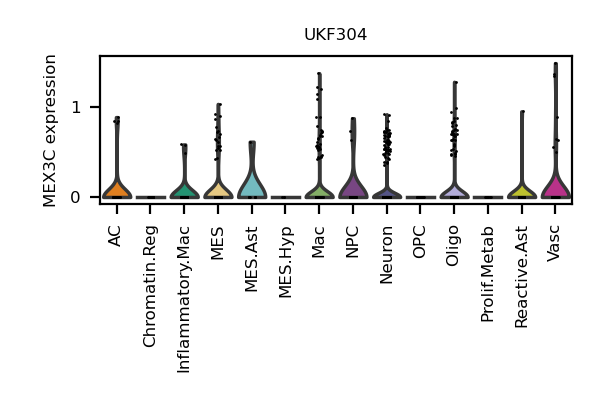 UKF304
MEX3C expression
1
0
AC
Chromatin.Reg
Inflammatory.Mac
MES
MES.Ast
MES.Hyp
Mac
NPC
Neuron
OPC
Oligo
Prolif.Metab
Reactive.Ast
Vasc